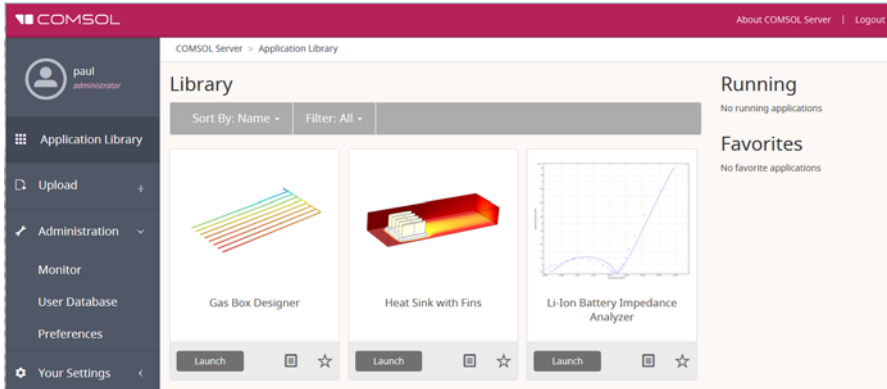 COMSOL
About COMSOL Server | Logout
paul
administrator
COMSOL Server > Application Library
Application Library
Upload +
Administration
Monitor
User Database
Preferences
Your Settings
Library
Sort By: Name
Filter: All
Gas Box Designer
Launch
Heat Sink with Fins
Launch
Li-Ion Battery Impedance
Analyzer
Launch
Running
No running applications
Favorites
No favorite applications